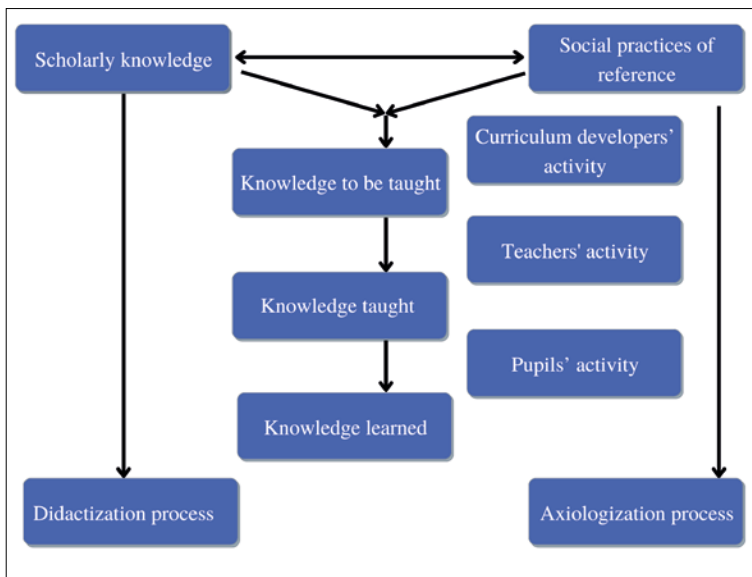 Scholarly knowledge
Social practices of
reference
Curriculum developers'
activity
Knowledge to be taught
Teachers' activity
Knowledge taught
Pupils’ activity
Knowledge learned
Didactization process
Axiologization process